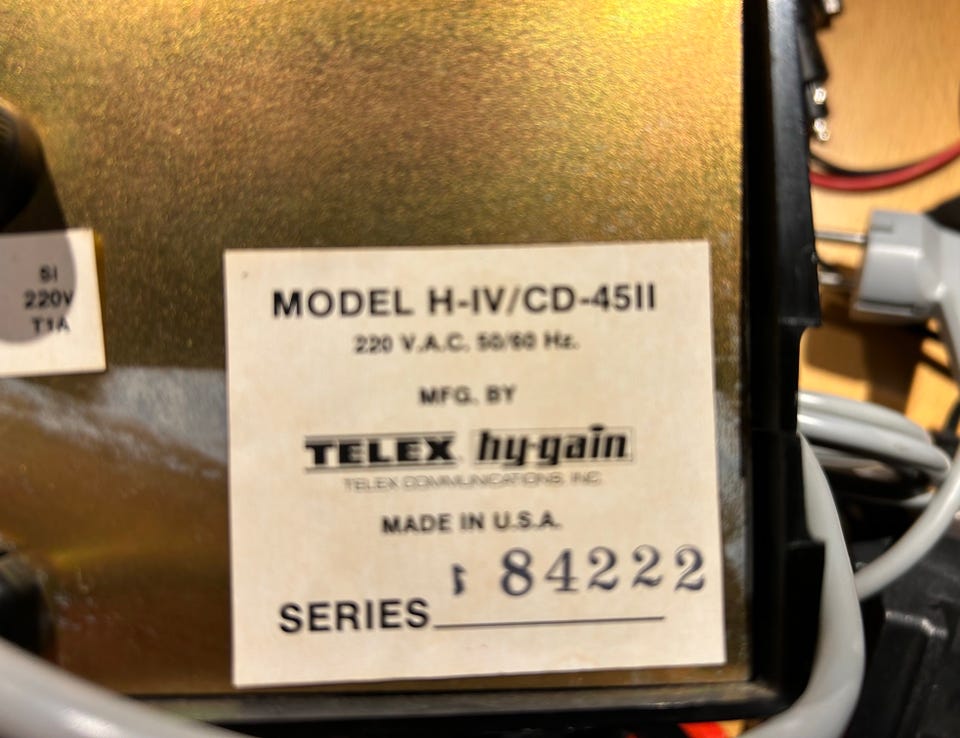 SI
220V
T1A
MODEL H-IV/CD-45II
220 V.A.C. 50/60 Hz.
MFG. BY
TELEX hy-gain
TELEX COMMUNICATIONS, INC.
MADE IN U.S.A.
SERIES 84222